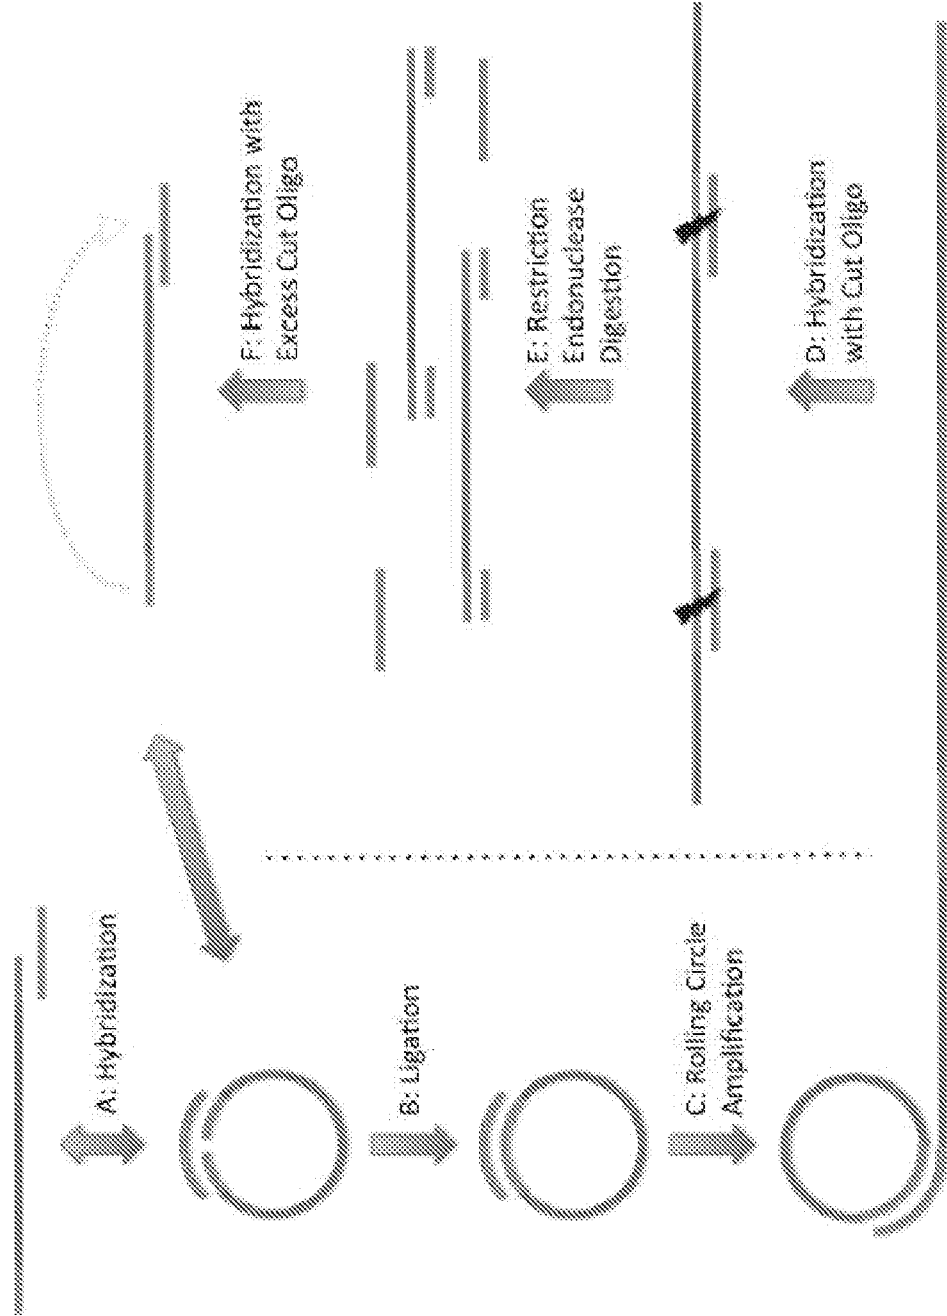 A: Hybridization
B: Ligation
C: Rolling Circle
Amplification
D: Hybridization
with Cut Oligo
E: Restriction
Endonuclease
Digestion
F: Hybridization with
Excess Cut Oligo